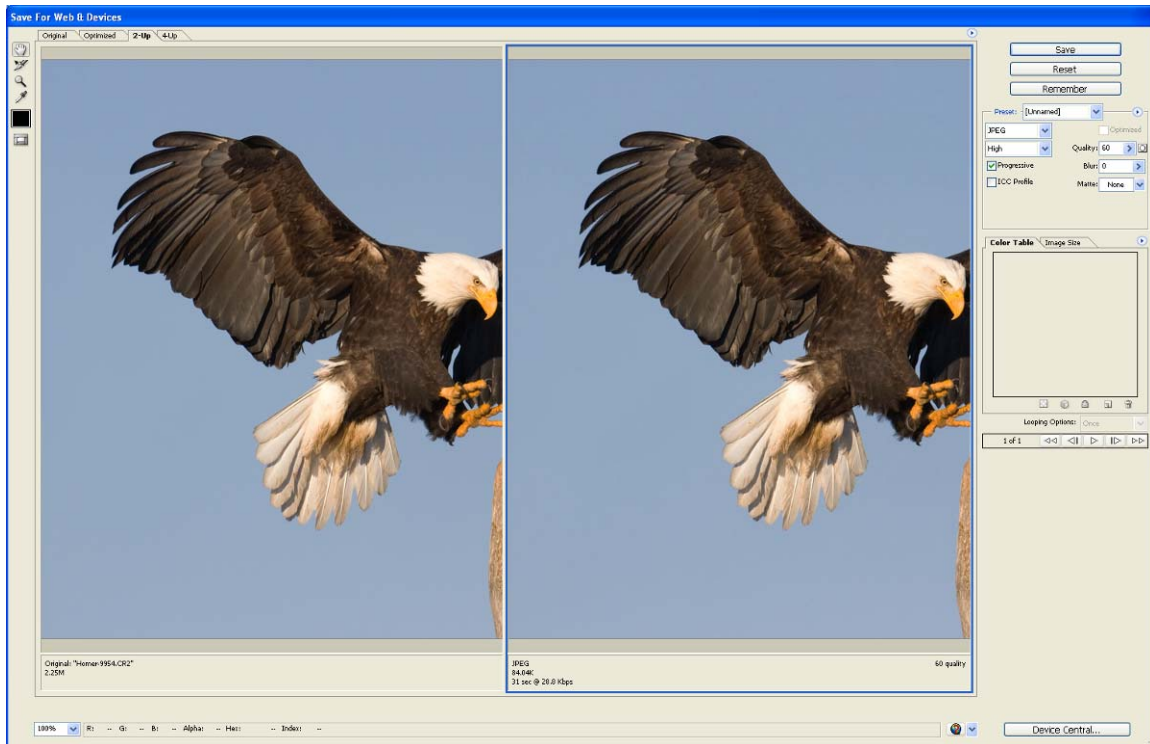 Save For Web & Devices
Original Optimized 2-Up 4-Up
Save
Reset
Remember
Preset: [Unnamed]
JPEG Optimized
High Quality: 60
Progressive Blur: 0
ICC Profile Matte: None
Color Table Image Size
Looping Options: Once
1 of 1
Original: "Homer-9954.CR2"
2.25M
JPEG 60 quality
84.04K
31 sec @ 28.8 Kbps
100% R: -- G: -- B: -- Alpha: -- Hex: -- Index: --
Device Central...